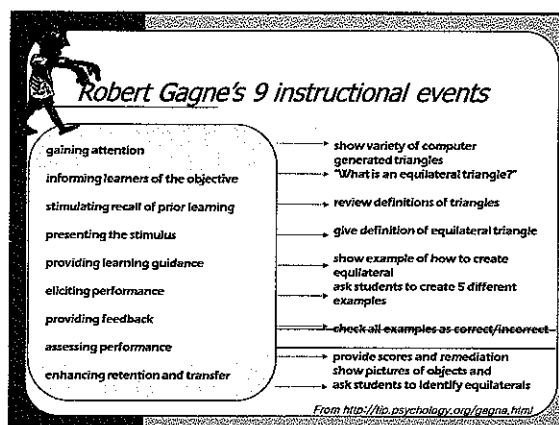 Robert Gagne's 9 instructional events
gaining attention
informing learners of the objective
stimulating recall of prior learning
presenting the stimulus
providing learning guidance
eliciting performance
providing feedback
assessing performance
enhancing retention and transfer
show variety of computer
generated triangles
"What is an equilateral triangle?"
review definitions of triangles
give definition of equilateral triangle
show example of how to create
equilateral
ask students to create 5 different
examples
check all examples as correct/incorrect
provide scores and remediation
show pictures of objects and
ask students to identify equilaterals
From http://tip.psychology.org/gagne.html